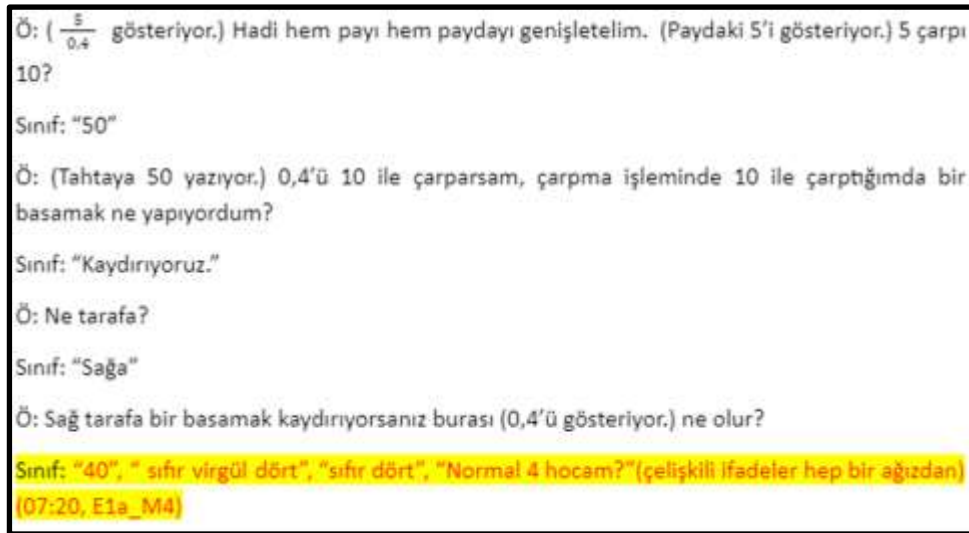 Ö: ( 5/0,4 gösteriyor.) Hadi hem payı hem paydayı genişletelim. (Paydaki 5’i gösteriyor.) 5 çarpı
10?
Sınıf: “50”
Ö: (Tahtaya 50 yazıyor.) 0,4’ü 10 ile çarparsam, çarpma işleminde 10 ile çarptığımda bir
basamak ne yapıyordum?
Sınıf: “Kaydırıyoruz.”
Ö: Ne tarafa?
Sınıf: “Sağa”
Ö: Sağ tarafa bir basamak kaydırıyorsanız burası (0,4’ü gösteriyor.) ne olur?
Sınıf: “40”, “ sıfır virgül dört”, “sıfır dört”, “Normal 4 hocam?”(çelişkili ifadeler hep bir ağızdan)
(07:20, E1a_M4)